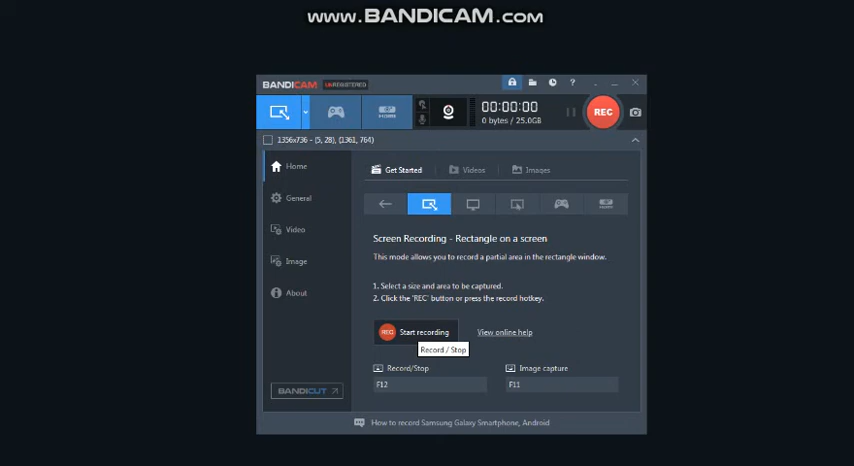 www.BANDICAM.com
BANDICAM UNREGISTERED
?
00:00:00
0 bytes / 25.0GB
REC
1356x736 - (5, 28), (1361, 764)
Home
General
Video
Image
About
BANDICUT
Get Started Videos Images
Screen Recording - Rectangle on a screen
This mode allows you to record a partial area in the rectangle window.
1. Select a size and area to be captured.
2. Click the 'REC' button or press the record hotkey.
REC Start recording View online help
Record / Stop
Record/Stop Image capture
F12 F11
How to record Samsung Galaxy Smartphone, Android